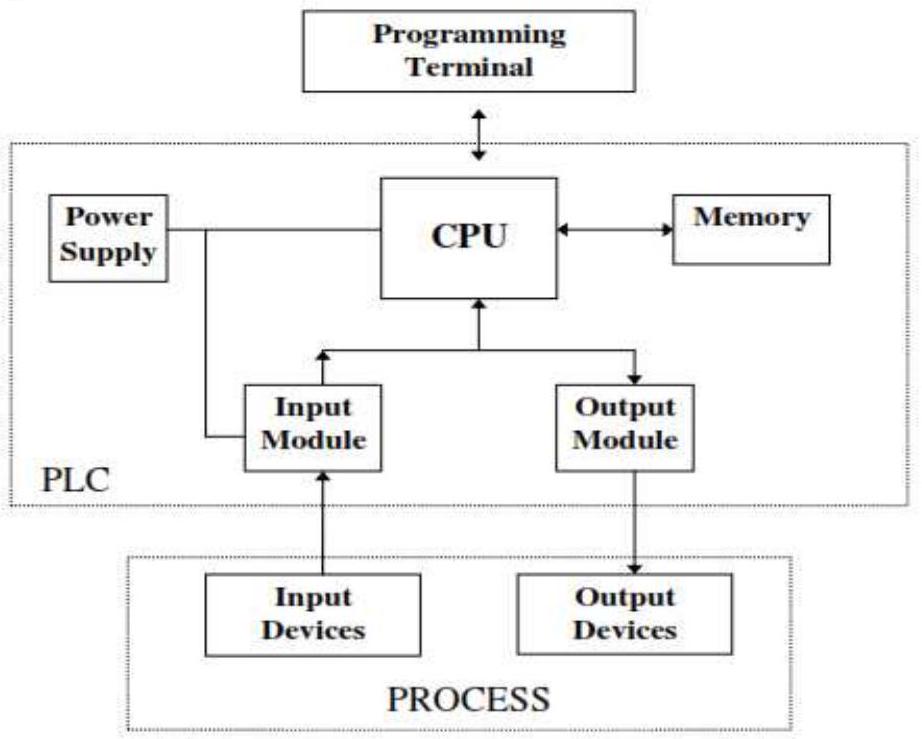 Programming
Terminal
Power
Supply
CPU
Memory
Input
Module
Output
Module
PLC
Input
Devices
Output
Devices
PROCESS